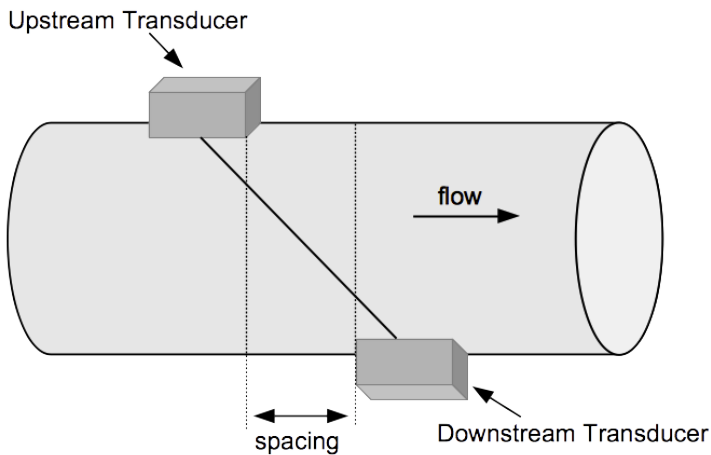 Upstream Transducer
flow
spacing
Downstream Transducer